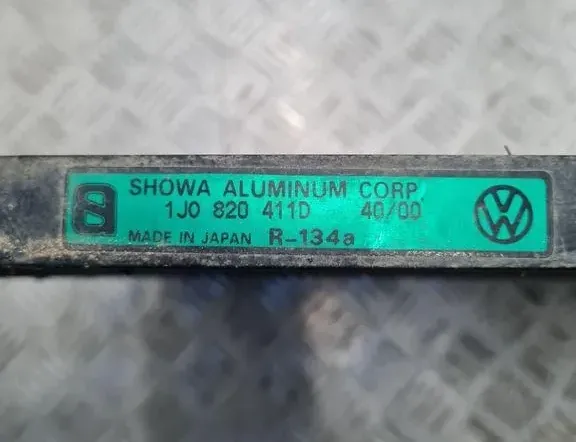 SHOWA ALUMINUM CORP.
1J0 820 411D 40/00
MADE IN JAPAN R-134a